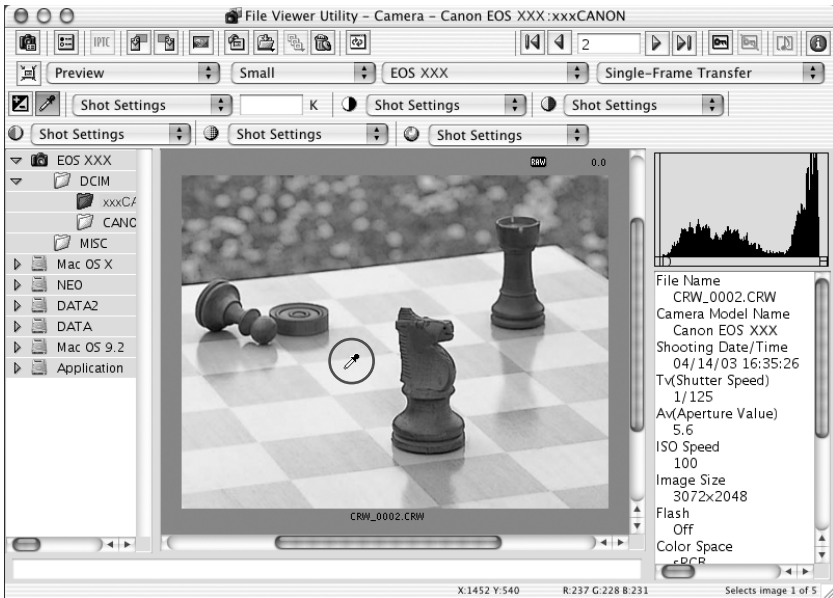 File Viewer Utility – Camera – Canon EOS XXX:xxxCANON
IPTC
2
Preview
Small
EOS XXX
Single-Frame Transfer
Shot Settings
K
Shot Settings
Shot Settings
Shot Settings
Shot Settings
Shot Settings
EOS XXX
DCIM
xxxCA
CANO
MISC
Mac OS X
NEO
DATA2
DATA
Mac OS 9.2
Application
RAW
0.0
CRW_0002.CRW
File Name
CRW_0002.CRW
Camera Model Name
Canon EOS XXX
Shooting Date/Time
04/14/03 16:35:26
Tv(Shutter Speed)
1/125
Av(Aperture Value)
5.6
ISO Speed
100
Image Size
3072x2048
Flash
Off
Color Space
sRGB
X:1452 Y:540
R:237 G:228 B:231
Selects image 1 of 5